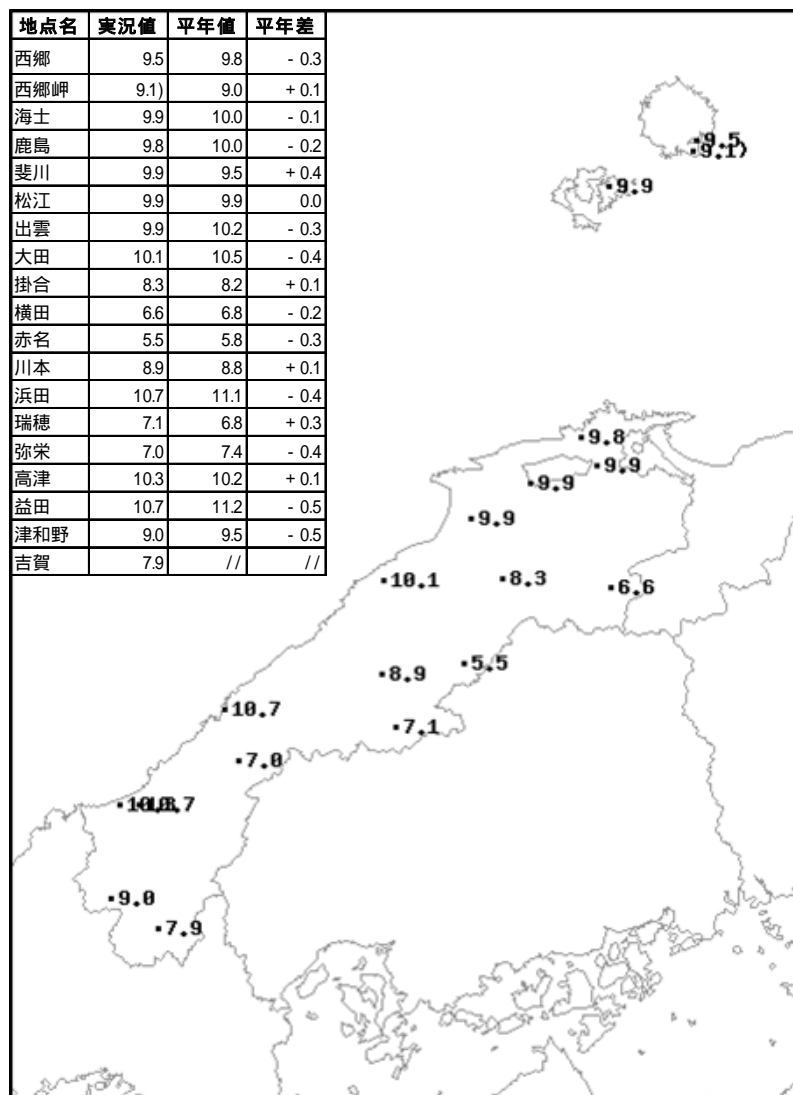 地点名 実況値 平年値 平年差
西郷 9.5 9.8 - 0.3
西郷岬 9.1) 9.0 + 0.1
海士 9.9 10.0 - 0.1
鹿島 9.8 10.0 - 0.2
斐川 9.9 9.5 + 0.4
松江 9.9 9.9 0.0
出雲 9.9 10.2 - 0.3
大田 10.1 10.5 - 0.4
掛合 8.3 8.2 + 0.1
横田 6.6 6.8 - 0.2
赤名 5.5 5.8 - 0.3
川本 8.9 8.8 + 0.1
浜田 10.7 11.1 - 0.4
瑞穂 7.1 6.8 + 0.3
弥栄 7.0 7.4 - 0.4
高津 10.3 10.2 + 0.1
益田 10.7 11.2 - 0.5
津和野 9.0 9.5 - 0.5
吉賀 7.9 // //
9.5
9.1)
9.9
9.8
9.9
9.9
9.9
10.1
8.3
6.6
5.5
8.9
10.7
7.1
7.0
9.0
7.9